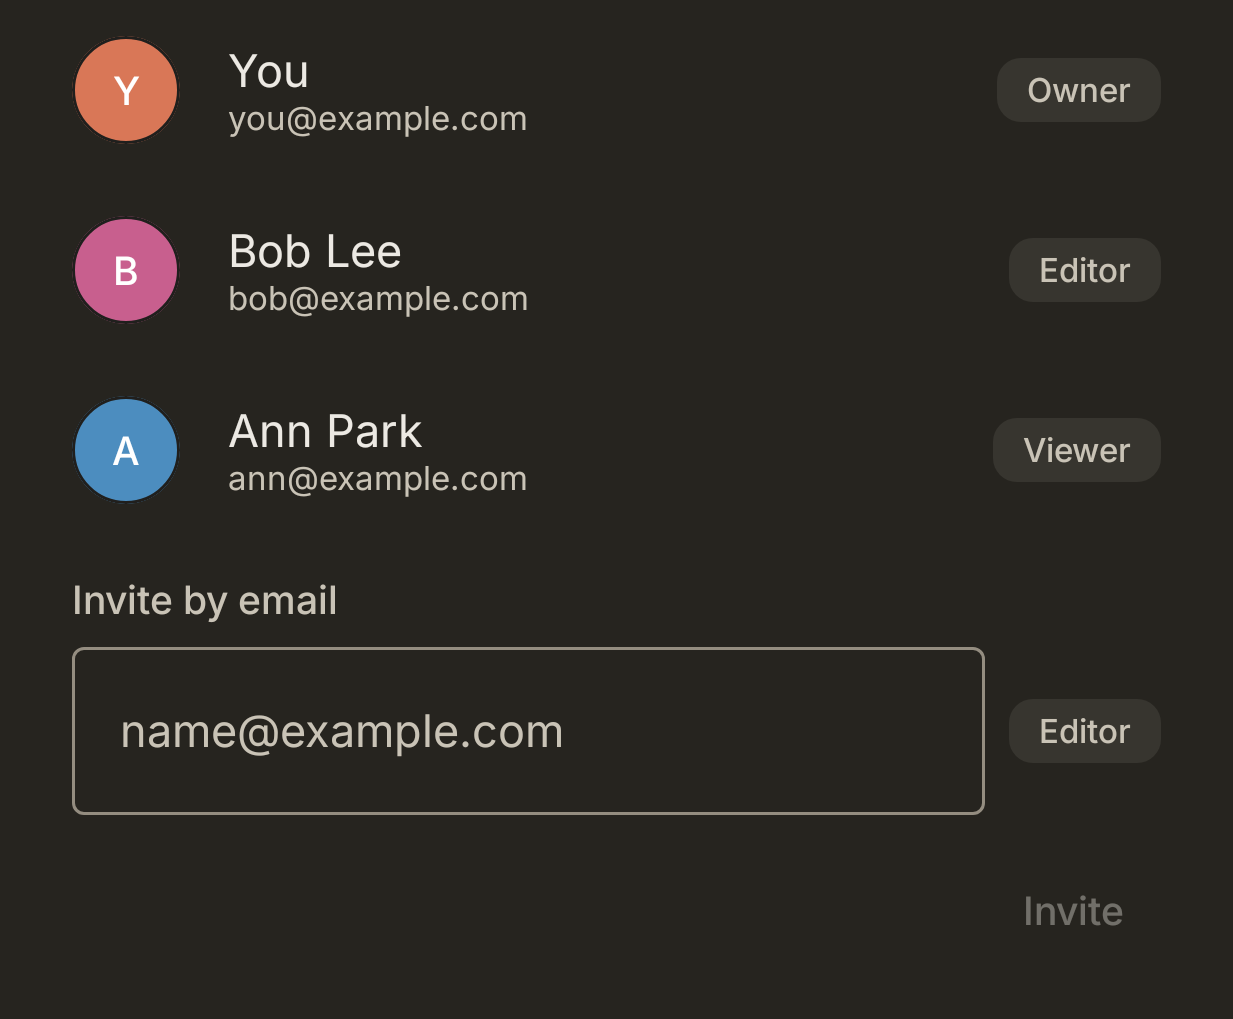 Y
You
you@example.com
Owner
B
Bob Lee
bob@example.com
Editor
A
Ann Park
ann@example.com
Viewer
Invite by email
name@example.com
Editor
Invite